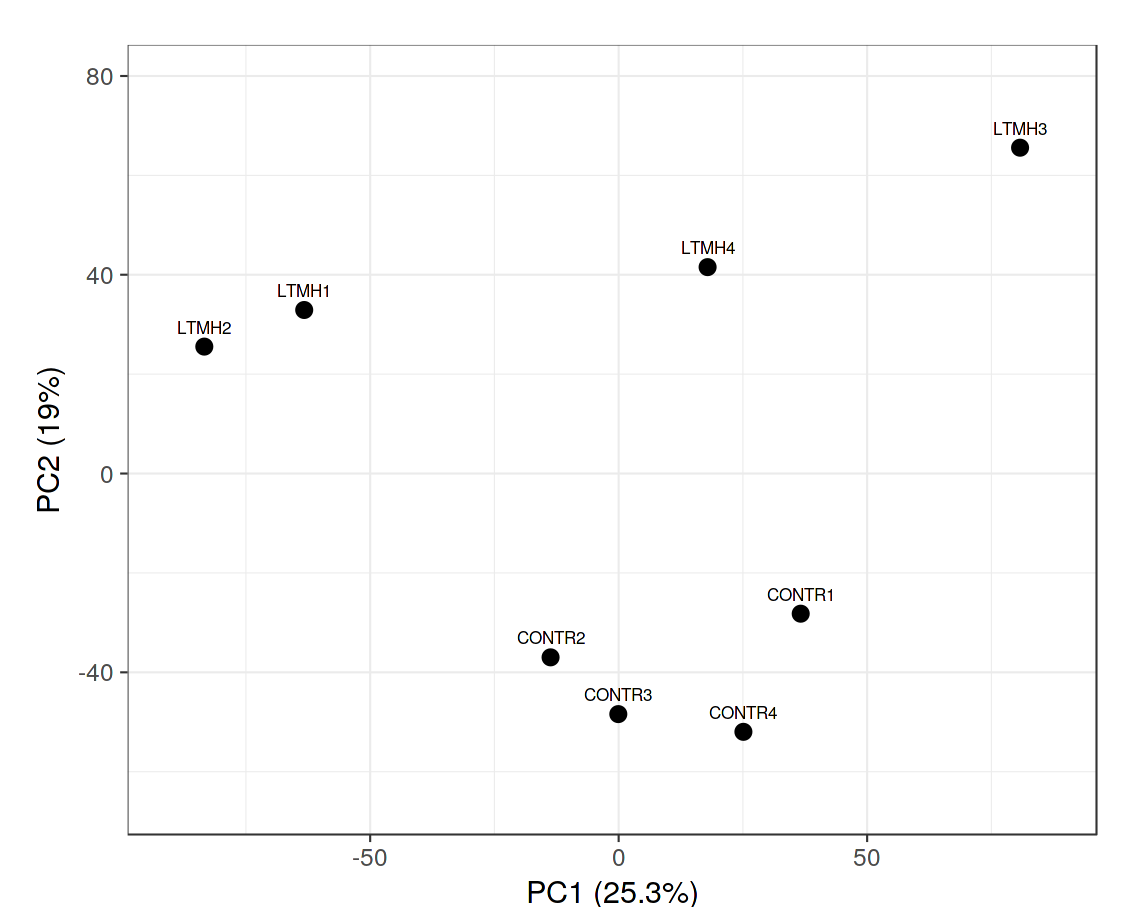 80
LTMH3
LTMH4
40
LTMH1
LTMH2
PC2 (19%)
0
CONTR1
CONTR2
-40
CONTR3
CONTR4
-50
0
50
PC1 (25.3%)